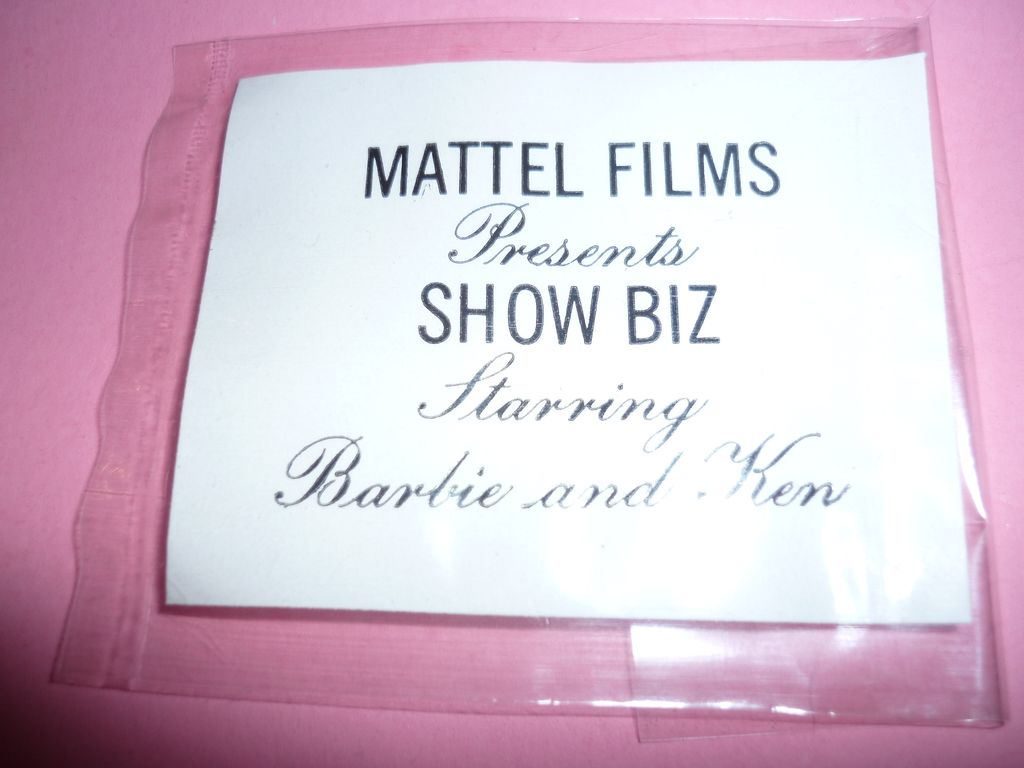 MATTEL FILMS
Presents
SHOW BIZ
Starring
Barbie and Ken